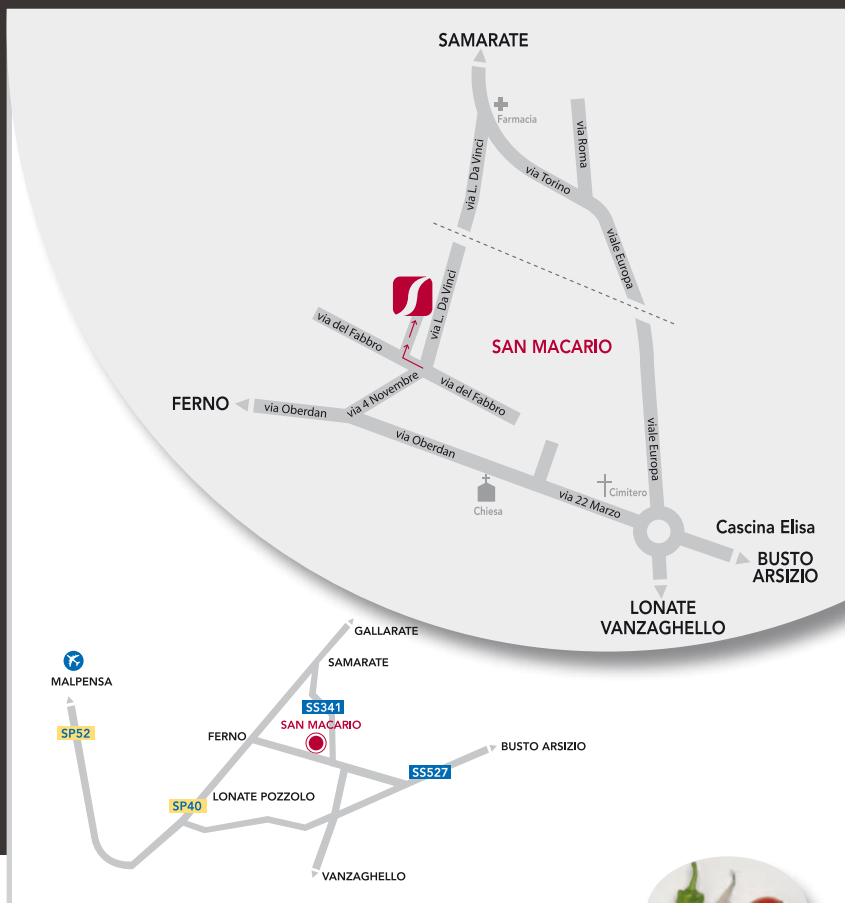 SAMARATE
Farmacia
via Roma
via L. Da Vinci
via Torino
viale Europa
via L. Da Vinci
via del Fabbro
SAN MACARIO
via 4 Novembre
via del Fabbro
FERNO
via Oberdan
via Oberdan
viale Europa
Chiesa
via 22 Marzo
Cimitero
Cascina Elisa
BUSTO
ARSIZIO
LONATE
VANZAGHELLO
GALLARATE
SAMARATE
MALPENSA
SS341
SAN MACARIO
SP52
FERNO
BUSTO ARSIZIO
SS527
LONATE POZZOLO
SP40
VANZAGHELLO